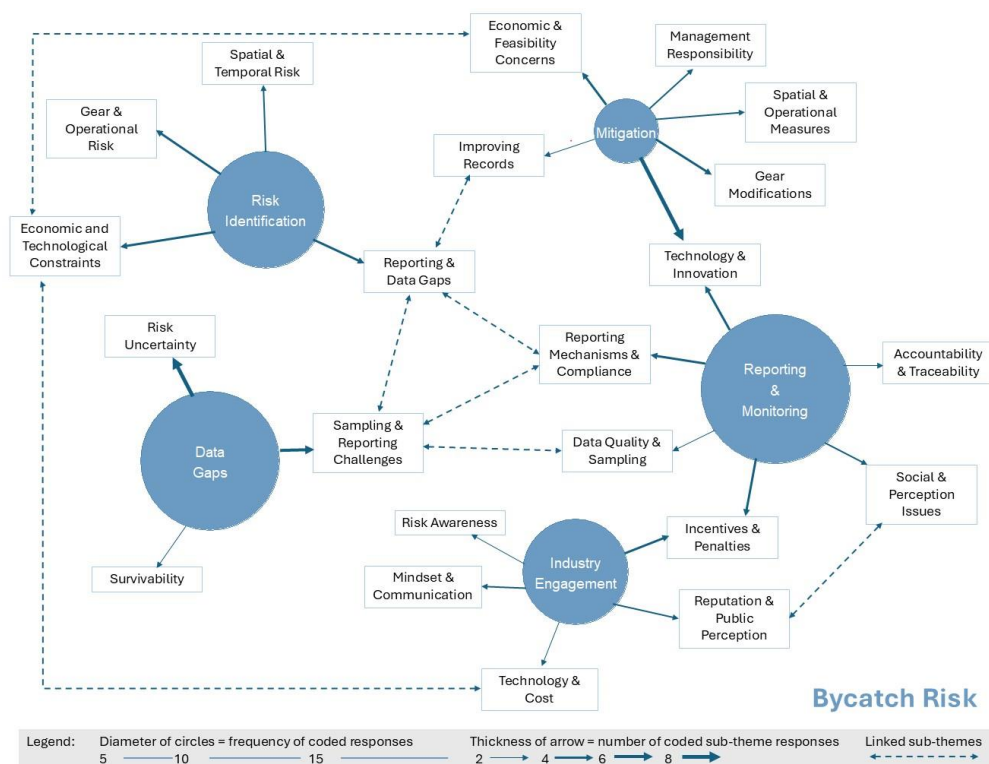 Economic &
Feasibility
Concerns
Management
Responsibility
Spatial &
Temporal Risk
Spatial &
Operational
Measures
Gear &
Operational
Risk
Mitigation
Improving
Records
Gear
Modifications
Risk
Identification
Economic and
Technological
Constraints
Reporting &
Data Gaps
Technology &
Innovation
Risk
Uncertainty
Reporting
Mechanisms &
Compliance
Reporting
&
Monitoring
Accountability
& Traceability
Data
Gaps
Sampling &
Reporting
Challenges
Data Quality &
Sampling
Social &
Perception
Issues
Risk Awareness
Incentives &
Penalties
Industry
Engagement
Survivability
Mindset &
Communication
Reputation &
Public
Perception
Technology &
Cost
Bycatch Risk
Legend:
Diameter of circles = frequency of coded responses
5 10 15
Thickness of arrow = number of coded sub-theme responses
2 4 6 8
Linked sub-themes